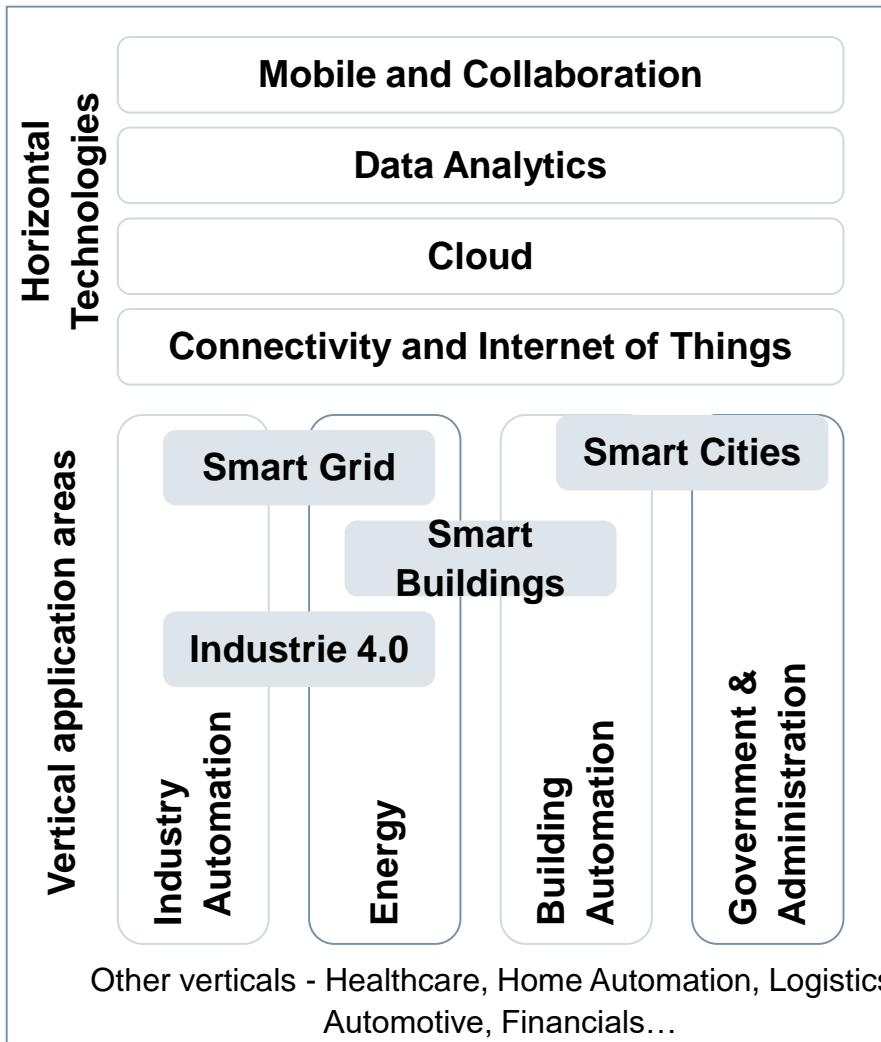 Horizontal
Technologies
Mobile and Collaboration
Data Analytics
Cloud
Connectivity and Internet of Things
Vertical application areas
Smart Grid
Smart Cities
Smart
Buildings
Industrie 4.0
Industry
Automation
Energy
Building
Automation
Government &
Administration
Other verticals - Healthcare, Home Automation, Logistics
Automotive, Financials…